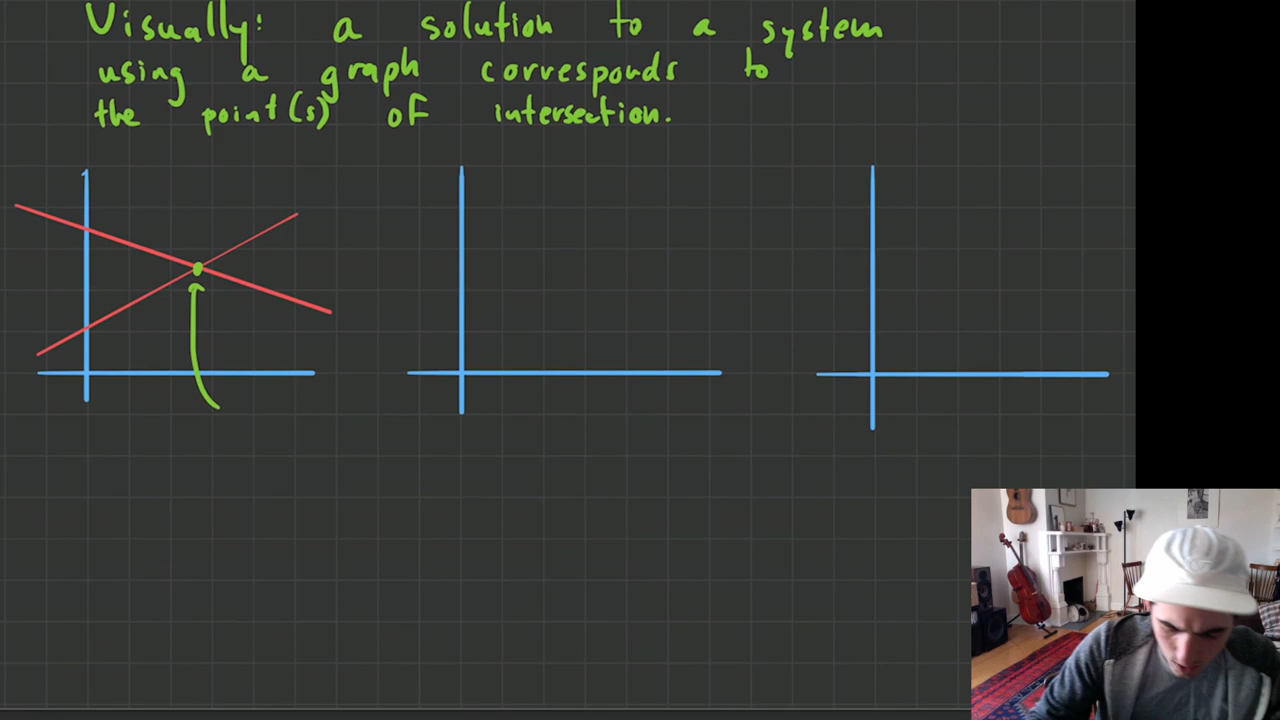 Visually: a solution to a system
using a graph corresponds to
the point(s) of intersection.